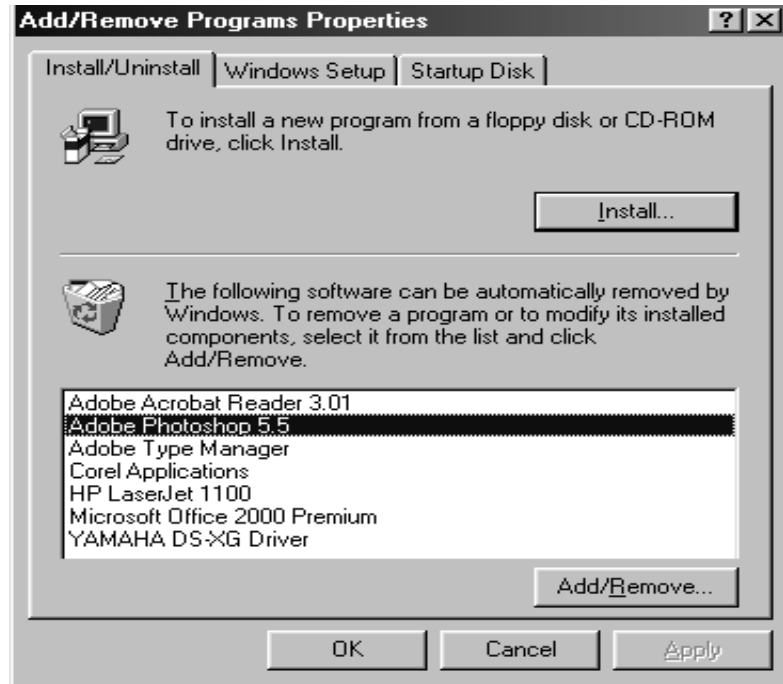 Add/Remove Programs Properties
Install/Uninstall Windows Setup Startup Disk
To install a new program from a floppy disk or CD-ROM
drive, click Install.
Install...
The following software can be automatically removed by
Windows. To remove a program or to modify its installed
components, select it from the list and click
Add/Remove.
Adobe Acrobat Reader 3.01
Adobe Photoshop 5.5
Adobe Type Manager
Corel Applications
HP LaserJet 1100
Microsoft Office 2000 Premium
YAMAHA DS-XG Driver
Add/Remove...
OK Cancel Apply